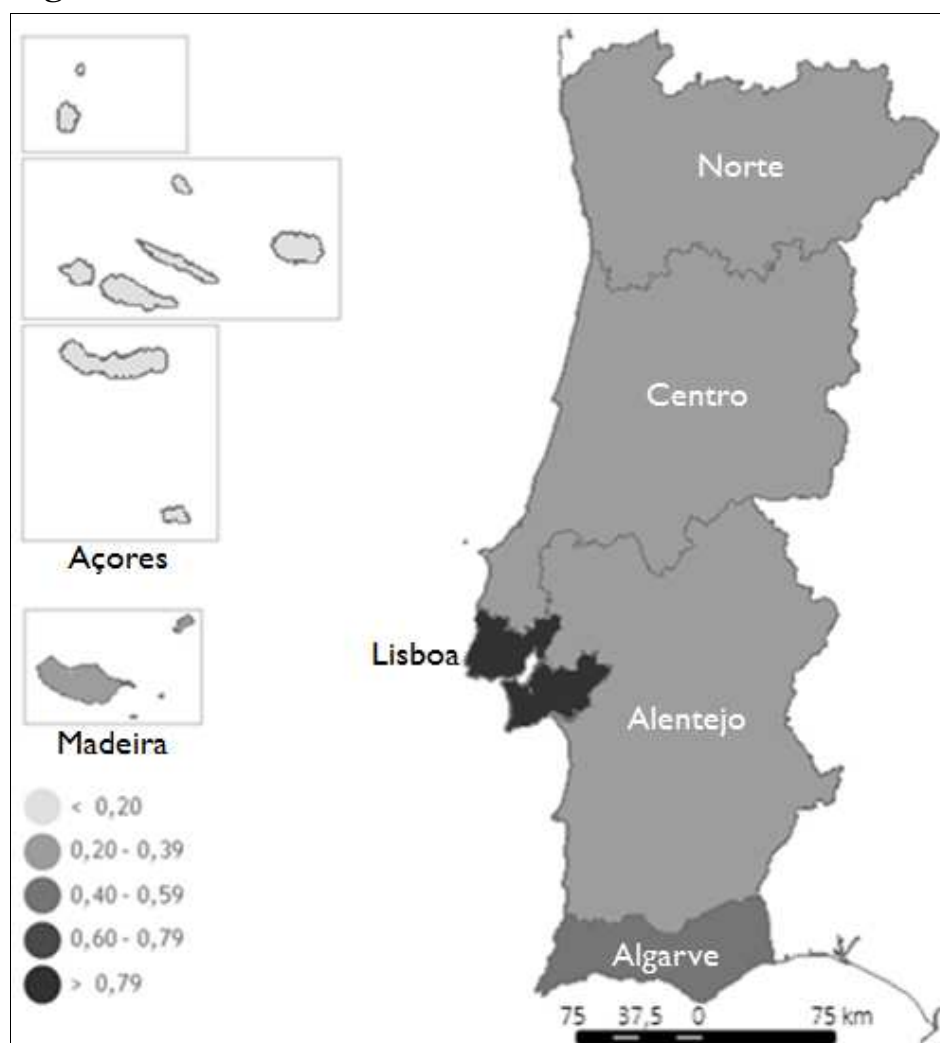 Norte
Centro
Açores
Lisboa
Alentejo
Madeira
< 0,20
0,20 - 0,39
0,40 - 0,59
0,60 - 0,79
> 0,79
Algarve
75 37,5 0 75 km